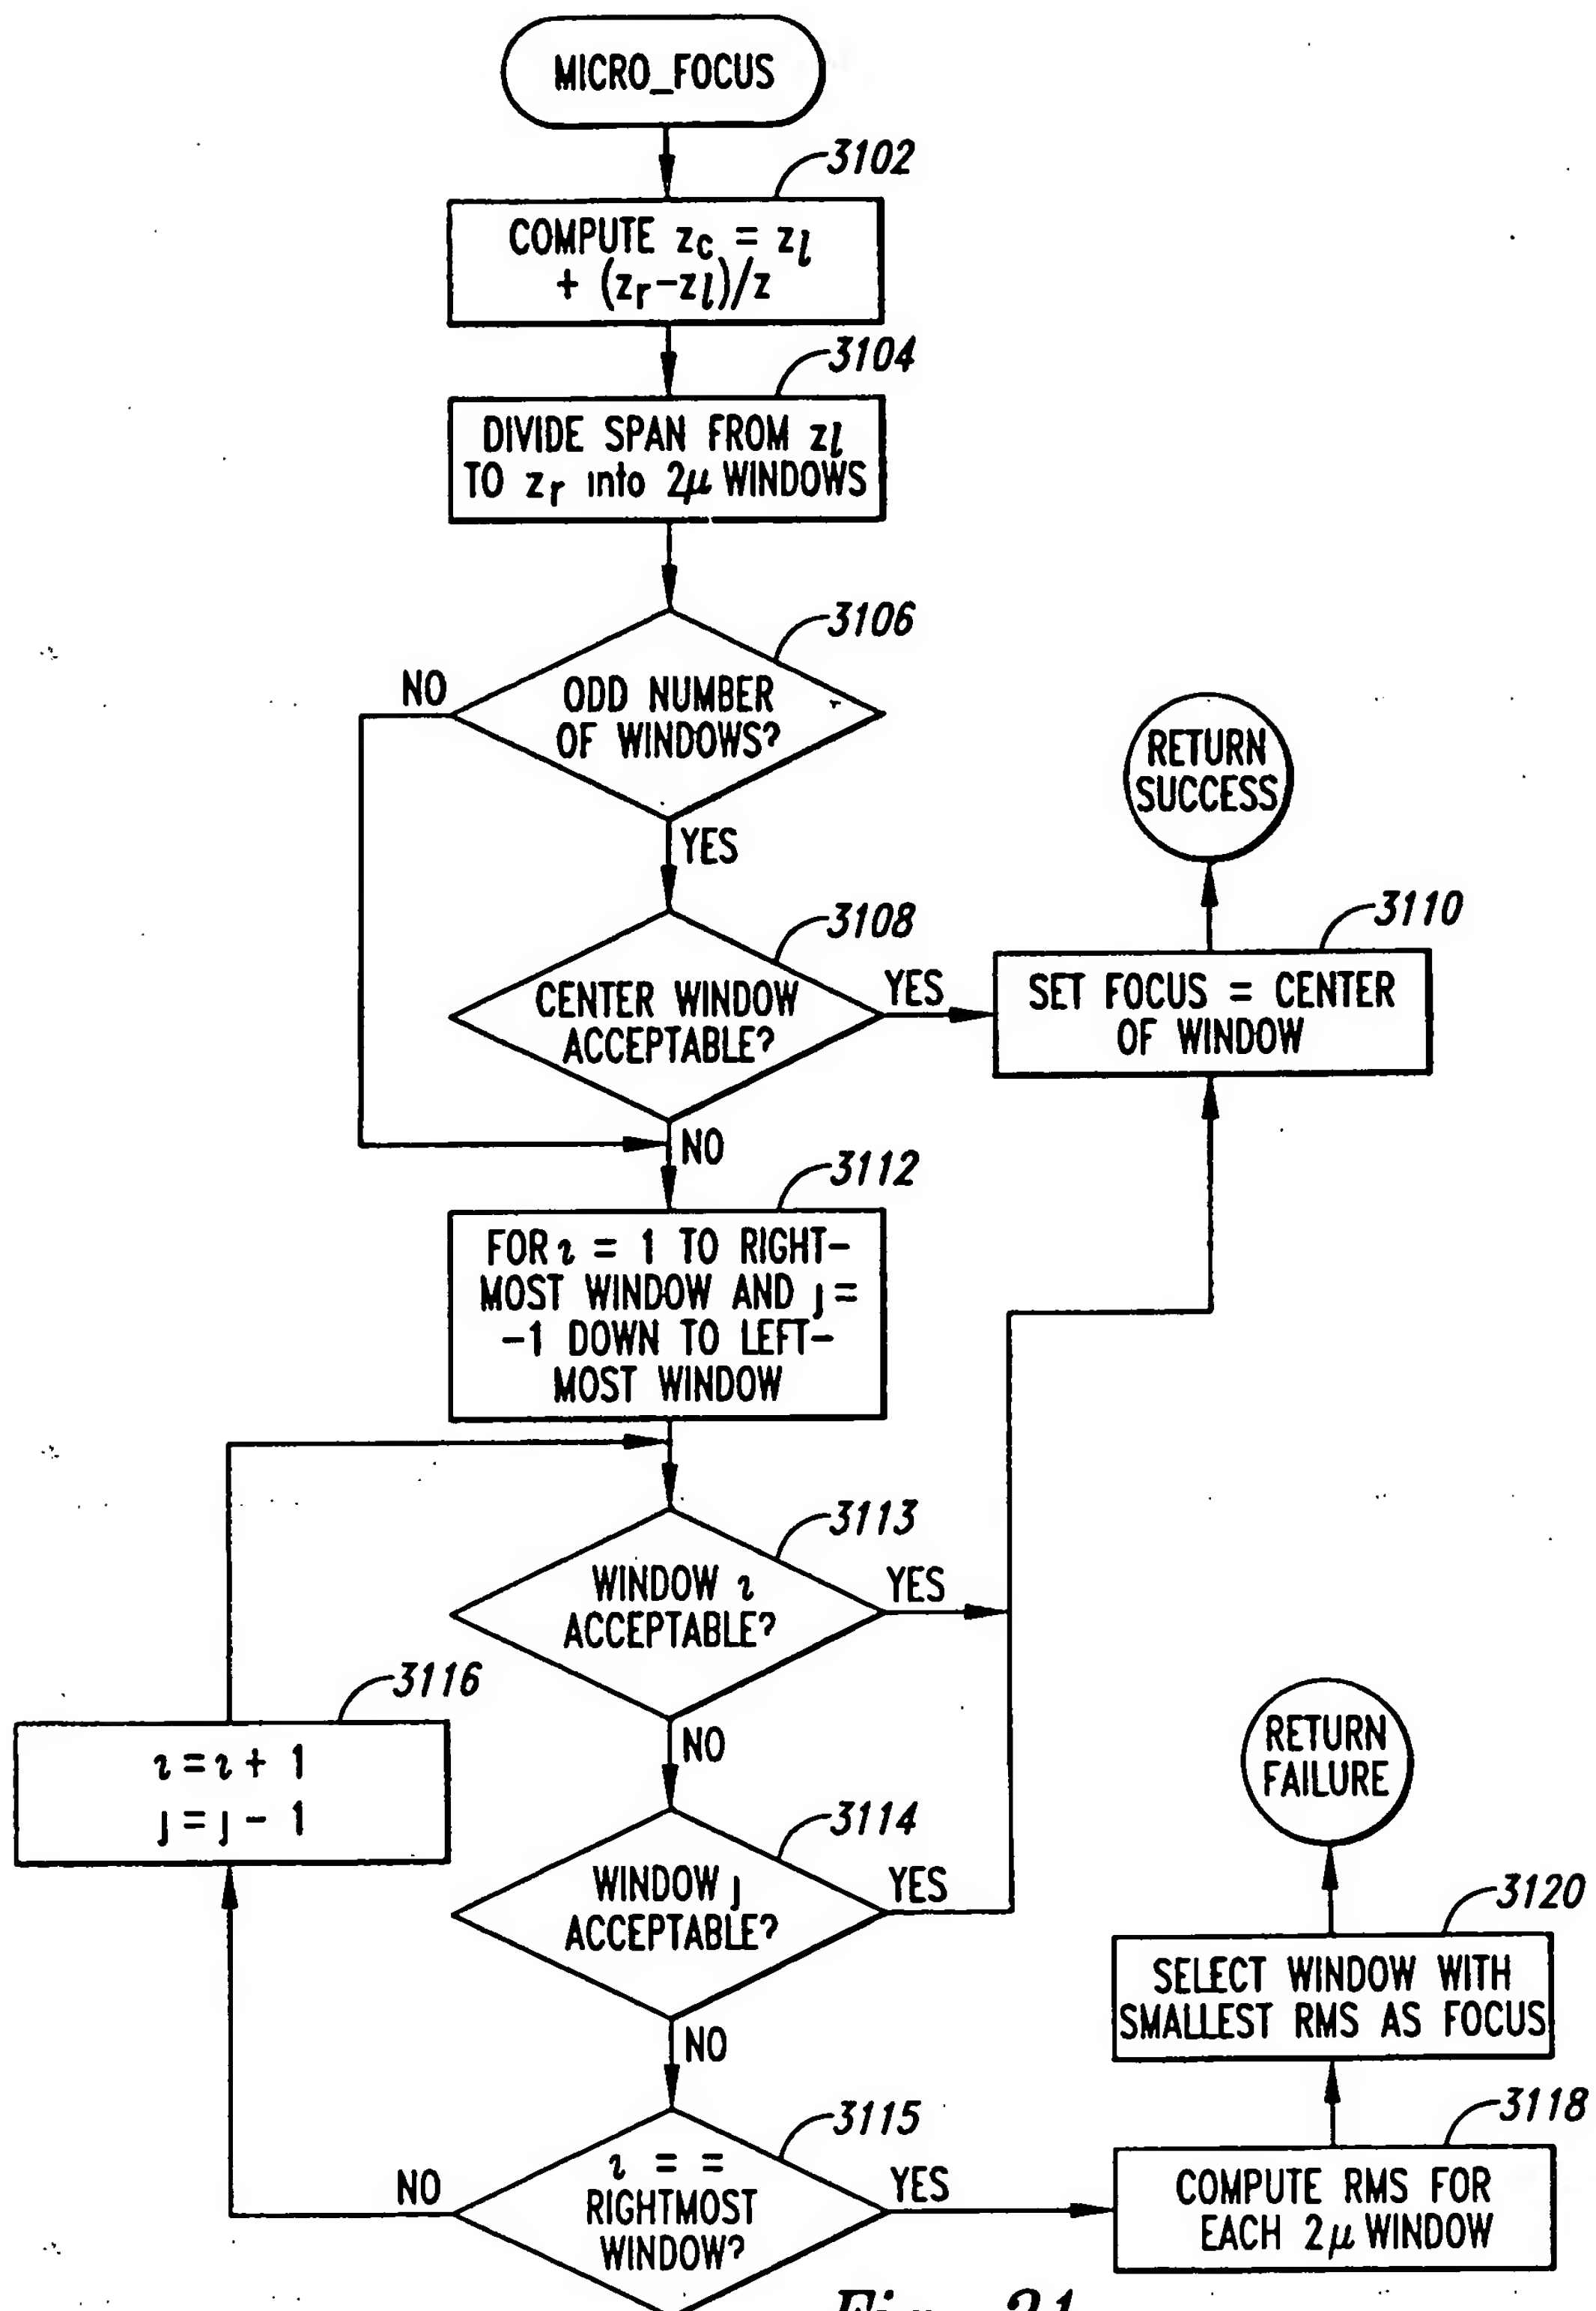 MICRO_FOCUS
3102
COMPUTE zc = zl
+ (zr-zl)/z
3104
DIVIDE SPAN FROM zl
TO zr into 2μ WINDOWS
3106
NO
ODD NUMBER
OF WINDOWS?
YES
RETURN
SUCCESS
3108
CENTER WINDOW
ACCEPTABLE?
YES
3110
SET FOCUS = CENTER
OF WINDOW
NO
3112
FOR i = 1 TO RIGHT-
MOST WINDOW AND j =
-1 DOWN TO LEFT-
MOST WINDOW
3113
WINDOW i
ACCEPTABLE?
YES
3116
i = i + 1
j = j - 1
NO
RETURN
FAILURE
3114
WINDOW j
ACCEPTABLE?
YES
3120
SELECT WINDOW WITH
SMALLEST RMS AS FOCUS
NO
3115
NO
i = =
RIGHTMOST
WINDOW?
YES
3118
COMPUTE RMS FOR
EACH 2μ WINDOW